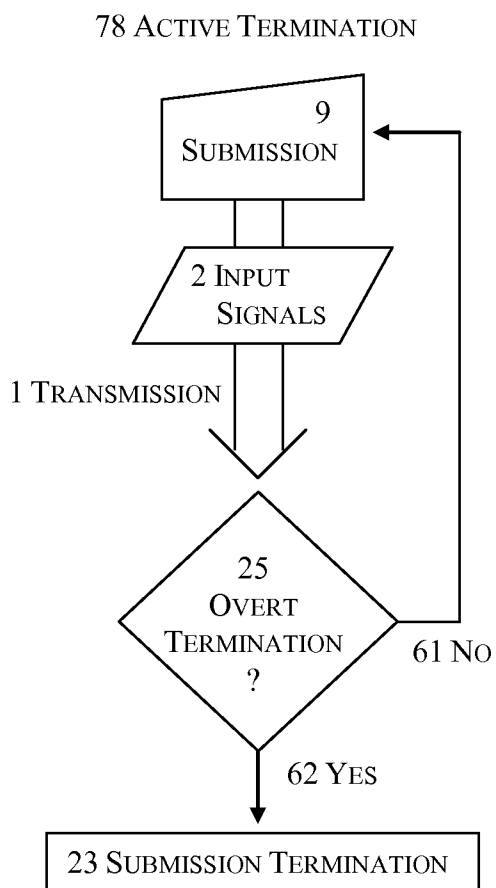 78 ACTIVE TERMINATION
9
SUBMISSION
2 INPUT
SIGNALS
1 TRANSMISSION
25
OVERT
TERMINATION
?
61 NO
62 YES
23 SUBMISSION TERMINATION